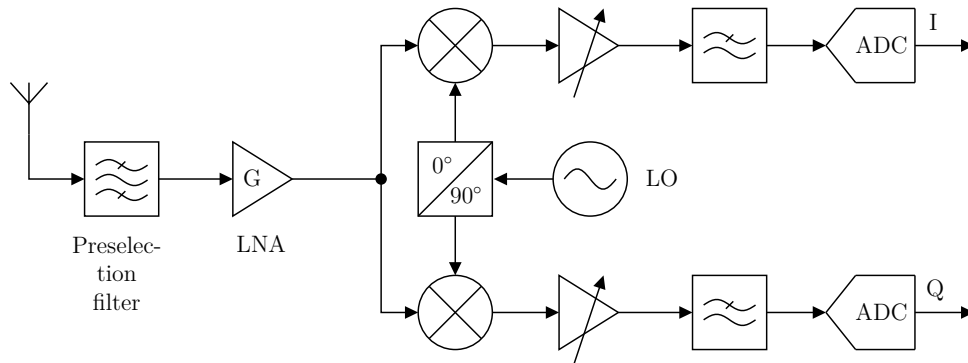 I
ADC
0°
90°
LO
G
LNA
Preselec-
tion
filter
Q
ADC